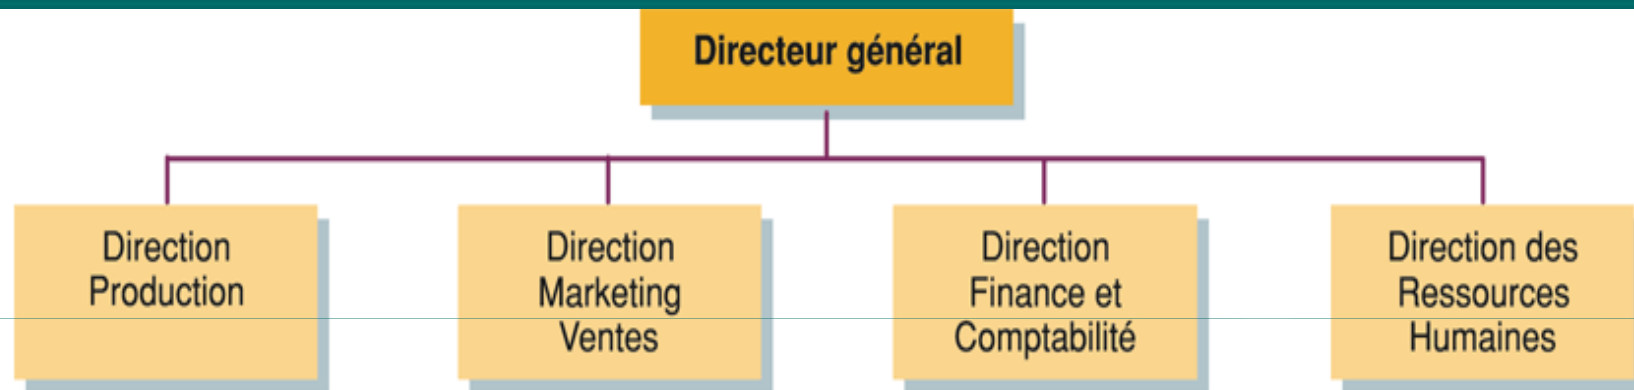 Directeur général
Direction
Production
Direction
Marketing
Ventes
Direction
Finance et
Comptabilité
Direction des
Ressources
Humaines